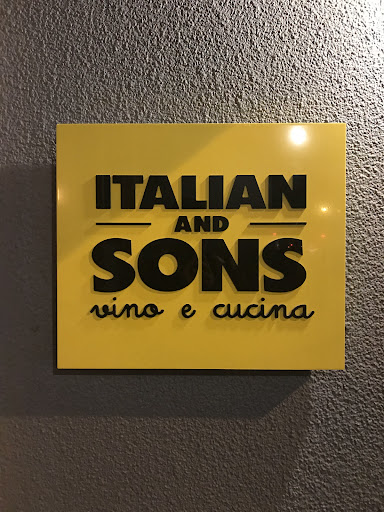 ITALIAN
AND
SONS
vino e cucina